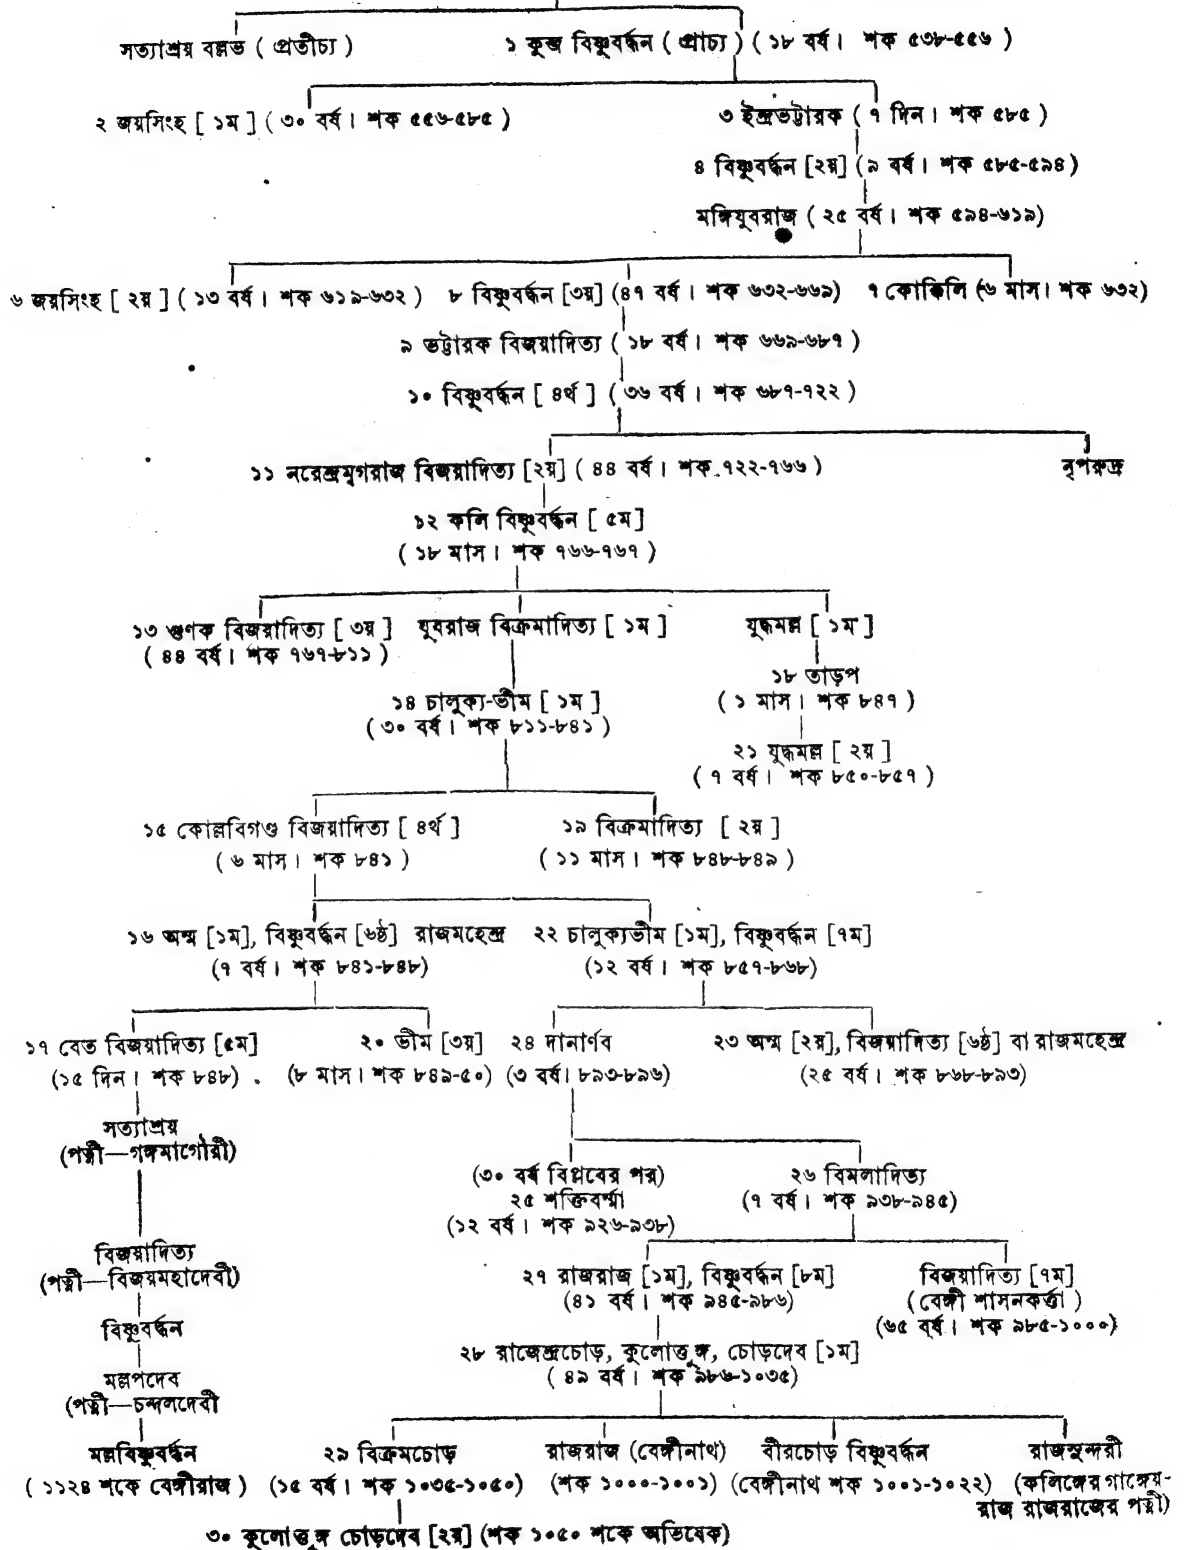 সত্যাশ্রয় বল্লভ ( প্রতীচ্য ) ১ কুব্জ বিষ্ণুবর্দ্ধন ( প্রাচ্য ) ( ১৮ বর্ষ। শক ৫৩৮-৫৫৬ )
২ জয়সিংহ [ ১ম ] ( ৩০ বর্ষ। শক ৫৫৬-৫৮৫ ) ৩ ইন্দ্রভট্টারক ( ৭ দিন। শক ৫৮৫ )
৪ বিষ্ণুবর্দ্ধন [২য়] (৯ বর্ষ। শক ৫৮৫-৫৯৪ )
মঙ্গিযুবরাজ ( ২৫ বর্ষ। শক ৫৯৪-৬১৯)
৬ জয়সিংহ [ ২য় ] ( ১৩ বর্ষ। শক ৬১৯-৬৩২ ) ৮ বিষ্ণুবর্দ্ধন [৩য়] (৪৭ বর্ষ। শক ৬৩২-৬৬৯) ৭ কোকিলি (৬ মাস। শক ৬৩২)
৯ ভট্টারক বিজয়াদিত্য ( ১৮ বর্ষ। শক ৬৬৯-৬৮৭ )
১০ বিষ্ণুবর্দ্ধন [ ৪র্থ ] ( ৩৬ বর্ষ। শক ৬৮৭-৭২২ )
১১ নরেন্দ্রমৃগরাজ বিজয়াদিত্য [২য়] ( ৪৪ বর্ষ। শক ৭২২-৭৬৬ ) নৃপরুদ্র
১২ কলি বিষ্ণুবর্দ্ধন [ ৫ম ]
( ১৮ মাস। শক ৭৬৬-৭৬৭ )
১৩ গুণক বিজয়াদিত্য [ ৩য় ] যুবরাজ বিক্রমাদিত্য [ ১ম ] যুদ্ধমল্ল [ ১ম ]
( ৪৪ বর্ষ। শক ৭৬৭-৮১১ )
১৮ তাড়প
১৪ চালুক্য-ভীম [ ১ম ] ( ১ মাস। শক ৮৪৭ )
( ৩০ বর্ষ। শক ৮১১-৮৪১ )
২১ যুদ্ধমল্ল [ ২য় ]
( ৭ বর্ষ। শক ৮৫০-৮৫৭ )
১৫ কোল্লবিগণ্ড বিজয়াদিত্য [ ৪র্থ ] ১৯ বিক্রমাদিত্য [ ২য় ]
( ৬ মাস। শক ৮৪১ ) ( ১১ মাস। শক ৮৪৮-৮৪৯ )
১৬ অম্ম [১ম], বিষ্ণুবর্দ্ধন [৬ষ্ঠ] রাজমহেন্দ্র ২২ চালুক্যভীম [১ম], বিষ্ণুবর্দ্ধন [৭ম]
(৭ বর্ষ। শক ৮৪১-৮৪৮) (১২ বর্ষ। শক ৮৫৭-৮৬৮)
১৭ বেত বিজয়াদিত্য [৫ম] ২০ ভীম [৩য়] ২৪ দানার্ণব ২৩ অম্ম [২য়], বিজয়াদিত্য [৬ষ্ঠ] বা রাজমহেন্দ্র
(১৫ দিন। শক ৮৪৮) (৮ মাস। শক ৮৪৯-৫০) (৩ বর্ষ। ৮৯৩-৮৯৬) (২৫ বর্ষ। শক ৮৬৮-৮৯৩)
সত্যাশ্রয়
(পত্নী—গঙ্গমাগৌরী)
(৩০ বর্ষ বিপ্লবের পর) ২৬ বিমলাদিত্য
২৫ শক্তিবর্ম্মা (৭ বর্ষ। শক ৯৩৮-৯৪৫)
(১২ বর্ষ। শক ৯২৬-৯৩৮)
বিজয়াদিত্য
(পত্নী—বিজয়মহাদেবী) ২৭ রাজরাজ [১ম], বিষ্ণুবর্দ্ধন [৮ম] বিজয়াদিত্য [৭ম]
(৪১ বর্ষ। শক ৯৪৫-৯৮৬) (বেঙ্গী শাসনকর্ত্তা )
বিষ্ণুবর্দ্ধন (৬৫ বর্ষ। শক ৯৮৫-১০০০)
২৮ রাজেন্দ্রচোড়, কুলোত্তুঙ্গ, চোড়দেব [১ম]
মল্লপদেব ( ৪৯ বর্ষ। শক ৯৮৬-১০৩৫)
(পত্নী—চন্দলদেবী
মল্লবিষ্ণুবর্দ্ধন ২৯ বিক্রমচোড় রাজরাজ (বেঙ্গীনাথ) বীরচোড় বিষ্ণুবর্দ্ধন রাজসুন্দরী
( ১১২৪ শকে বেঙ্গীরাজ ) (১৫ বর্ষ। শক ১০৩৫-১০৫০) (শক ১০০০-১০০১) (বেঙ্গীনাথ শক ১০০১-১০২২) (কলিঙ্গের গাঙ্গেয়-
রাজ রাজরাজের পত্নী)
৩০ কুলোত্তুঙ্গ চোড়দেব [২য়] (শক ১০৫০ শকে অভিষেক)